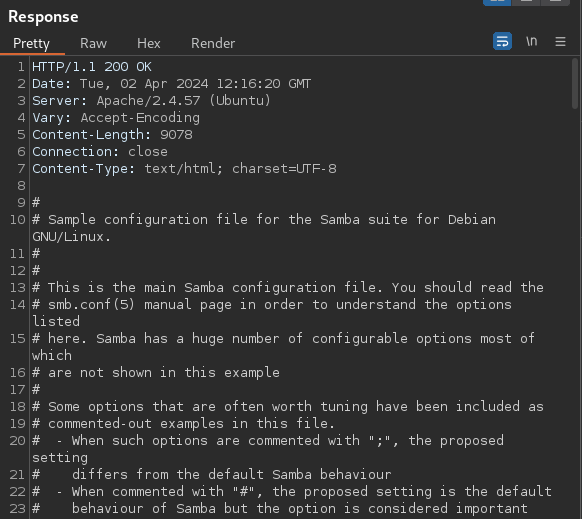 Response
Pretty Raw Hex Render \n
1 HTTP/1.1 200 OK
2 Date: Tue, 02 Apr 2024 12:16:20 GMT
3 Server: Apache/2.4.57 (Ubuntu)
4 Vary: Accept-Encoding
5 Content-Length: 9078
6 Connection: close
7 Content-Type: text/html; charset=UTF-8
8
9 #
10 # Sample configuration file for the Samba suite for Debian
GNU/Linux.
11 #
12 #
13 # This is the main Samba configuration file. You should read the
14 # smb.conf(5) manual page in order to understand the options
listed
15 # here. Samba has a huge number of configurable options most of
which
16 # are not shown in this example
17 #
18 # Some options that are often worth tuning have been included as
19 # commented-out examples in this file.
20 #  - When such options are commented with ";", the proposed
setting
21 #    differs from the default Samba behaviour
22 #  - When commented with "#", the proposed setting is the default
23 #    behaviour of Samba but the option is considered important